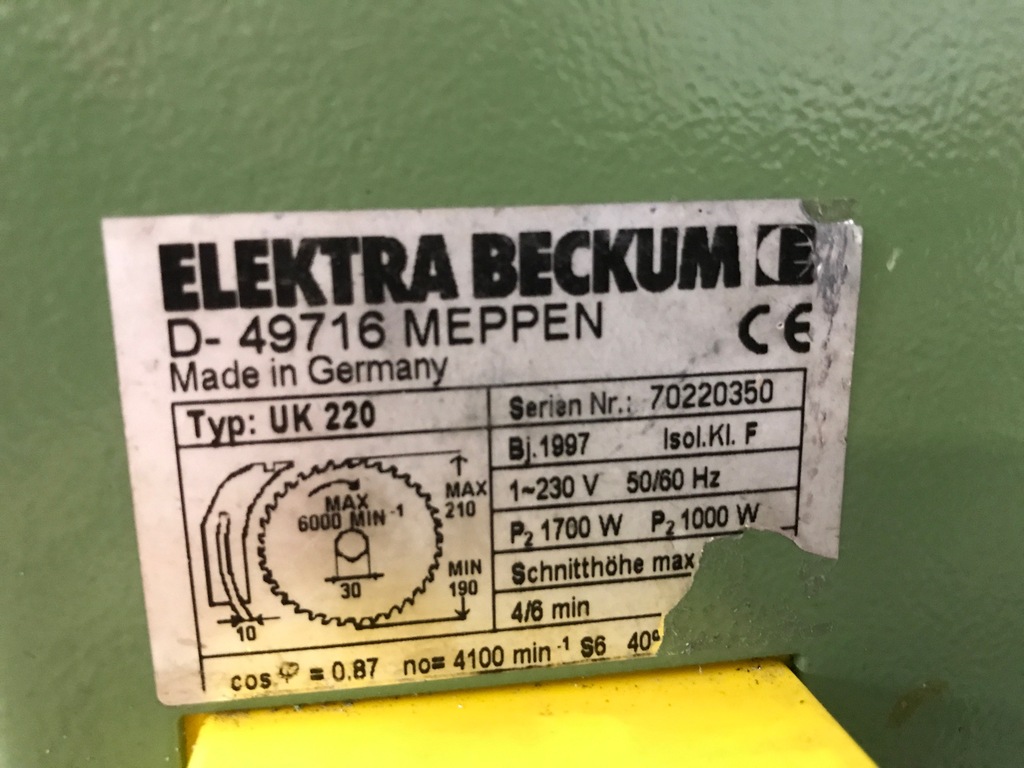 ELEKTRA BECKUM E
D- 49716 MEPPEN
CE
Made in Germany
Typ: UK 220
Serien Nr.: 70220350
Bj.1997 Isol.Kl. F
1~230 V 50/60 Hz
P2 1700 W P2 1000 W
Schnitthöhe max
4/6 min
MAX
6000 MIN-1
30
10
MAX
210
MIN
190
cos φ = 0.87 no= 4100 min-1 S6 40